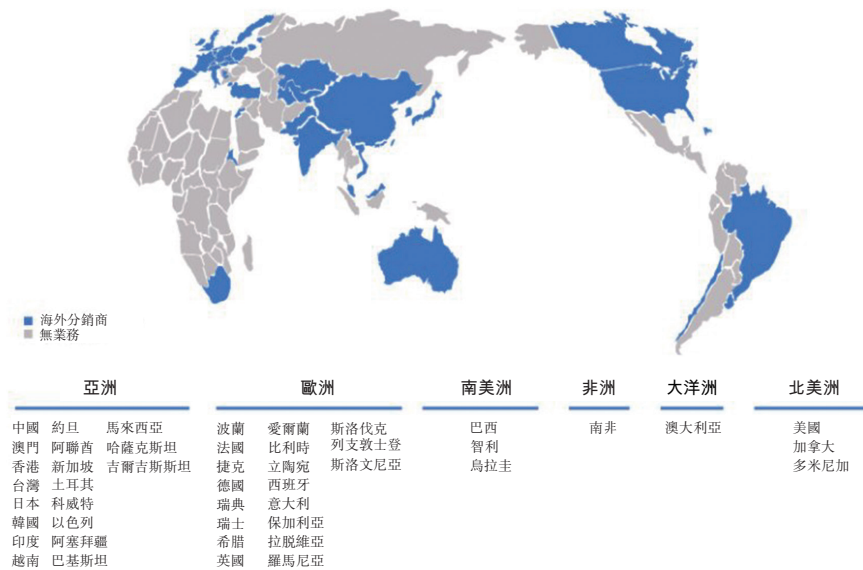 海外分銷商
無業務
亞洲 歐洲 南美洲 非洲 大洋洲 北美洲
中國 約旦 馬來西亞 波蘭 愛爾蘭 斯洛伐克 巴西 南非 澳大利亞 美國
澳門 阿聯酋 哈薩克斯坦 法國 比利時 列支敦士登 智利 加拿大
香港 新加坡 吉爾吉斯斯坦 捷克 立陶宛 斯洛文尼亞 烏拉圭 多米尼加
台灣 土耳其 德國 西班牙
日本 科威特 瑞典 意大利
韓國 以色列 瑞士 保加利亞
印度 阿塞拜疆 希腊 拉脱維亞
越南 巴基斯坦 英國 羅馬尼亞